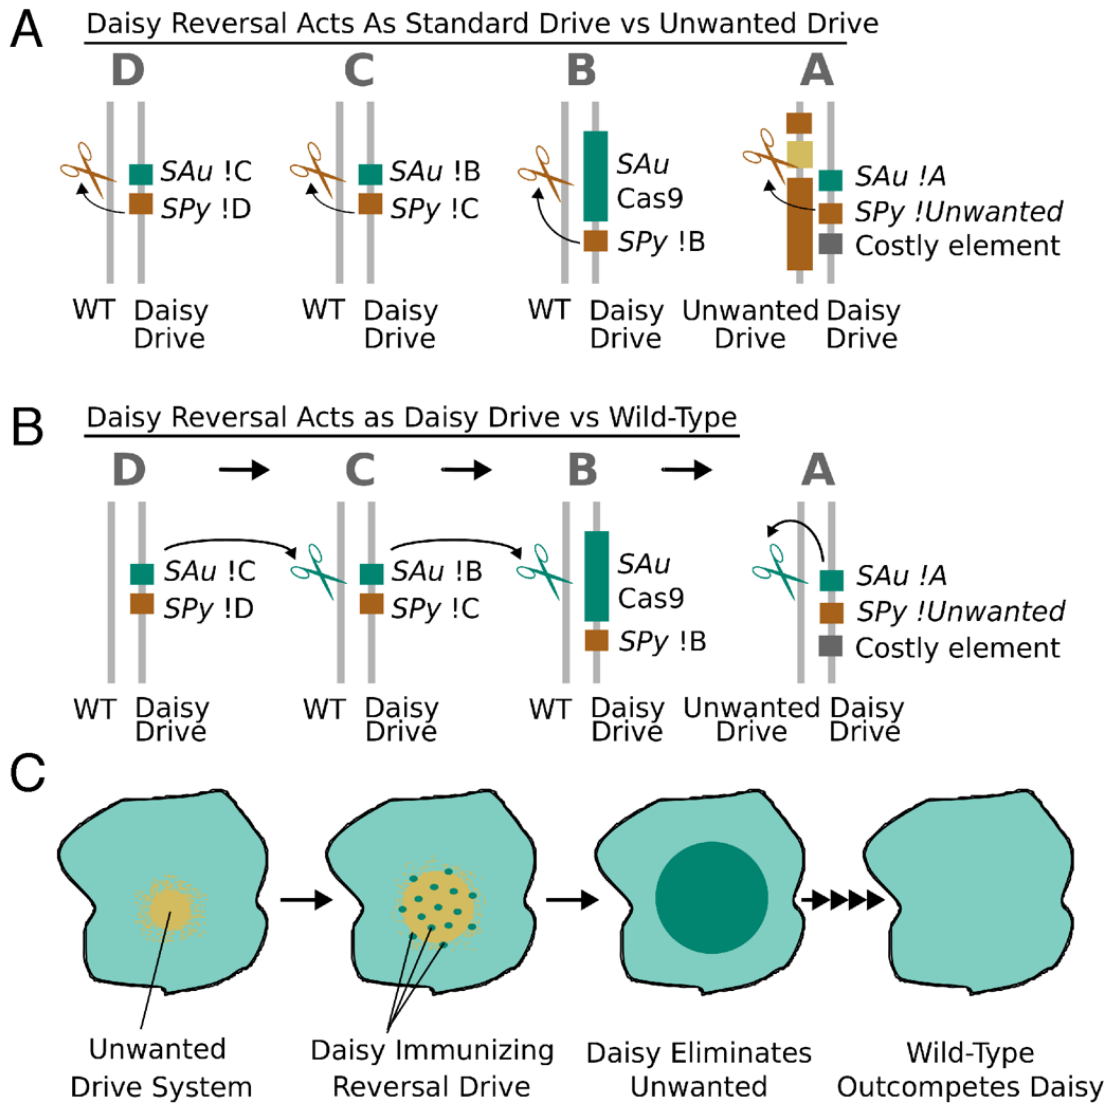 A
Daisy Reversal Acts As Standard Drive vs Unwanted Drive
D
C
B
A
SAu !C
SPy !D
SAu !B
SPy !C
SAu
Cas9
SPy !B
SAu !A
SPy !Unwanted
Costly element
WT
Daisy
Drive
WT
Daisy
Drive
WT
Daisy
Drive
Unwanted
Drive
Daisy
Drive
B
Daisy Reversal Acts as Daisy Drive vs Wild-Type
D
C
B
A
SAu !C
SPy !D
SAu !B
SPy !C
SAu
Cas9
SPy !B
SAu !A
SPy !Unwanted
Costly element
WT
Daisy
Drive
WT
Daisy
Drive
WT
Daisy
Drive
Unwanted
Drive
Daisy
Drive
C
Unwanted
Drive System
Daisy Immunizing
Reversal Drive
Daisy Eliminates
Unwanted
Wild-Type
Outcompetes Daisy